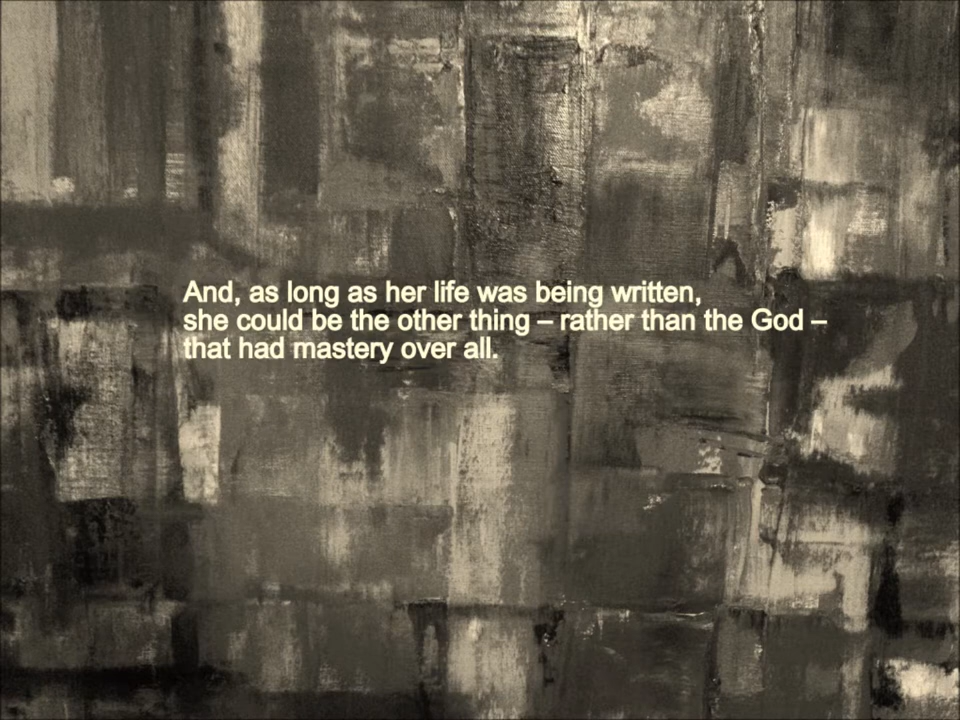 And, as long as her life was being written,
she could be the other thing – rather than the God –
that had mastery over all.